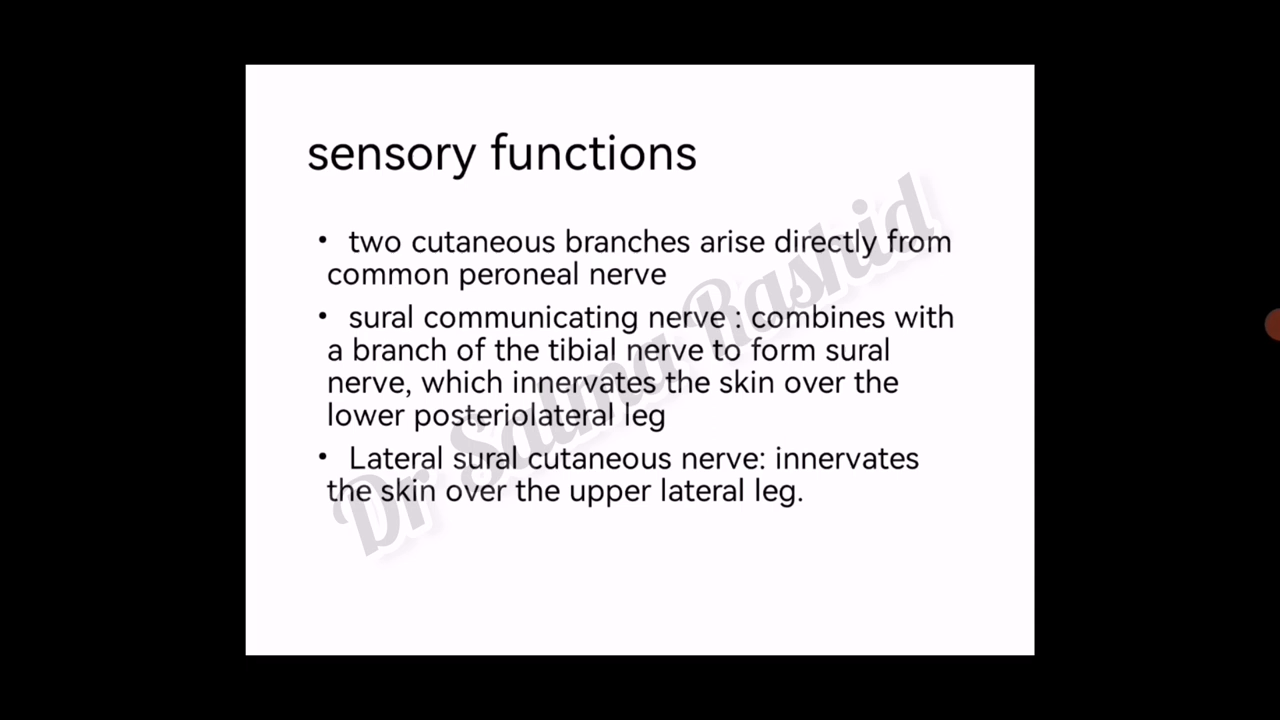 sensory functions
• two cutaneous branches arise directly from
common peroneal nerve
• sural communicating nerve : combines with
a branch of the tibial nerve to form sural
nerve, which innervates the skin over the
lower posteriolateral leg
• Lateral sural cutaneous nerve: innervates
the skin over the upper lateral leg.
Dr Salma Rashid